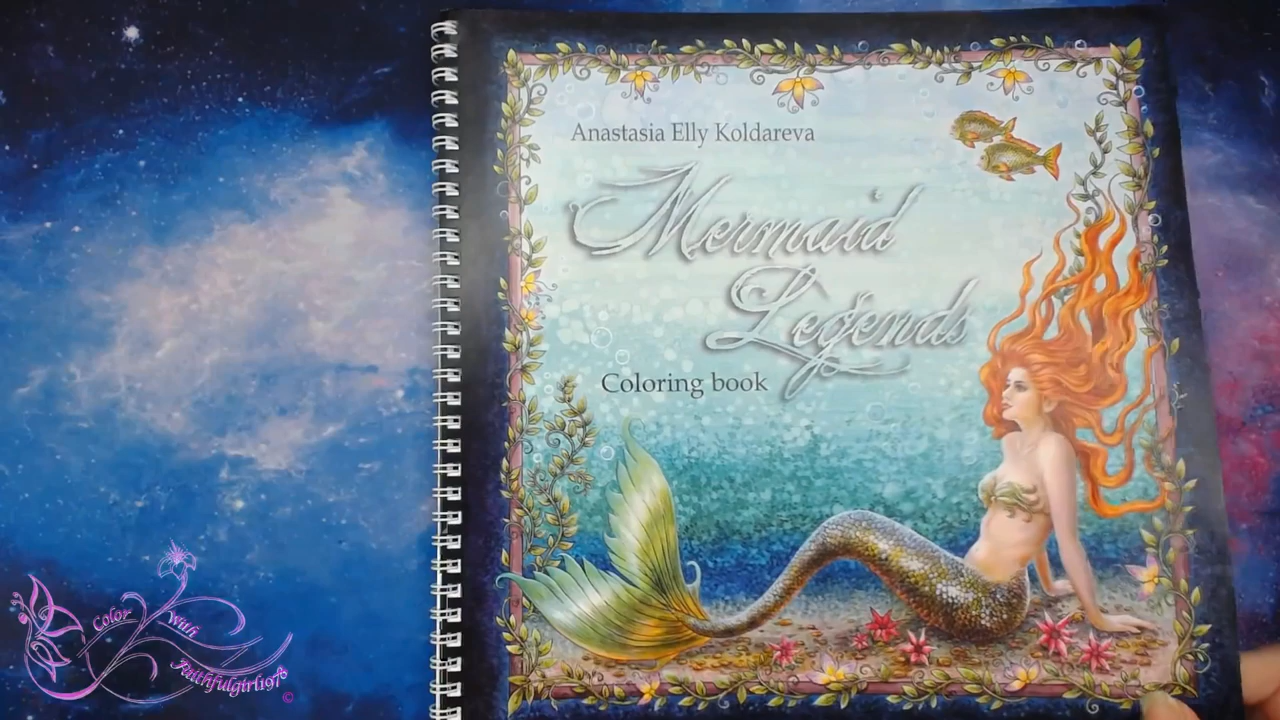 Anastasia Elly Koldareva
Mermaid
Legends
Coloring book
Color With
Faithfulgirl1978
©